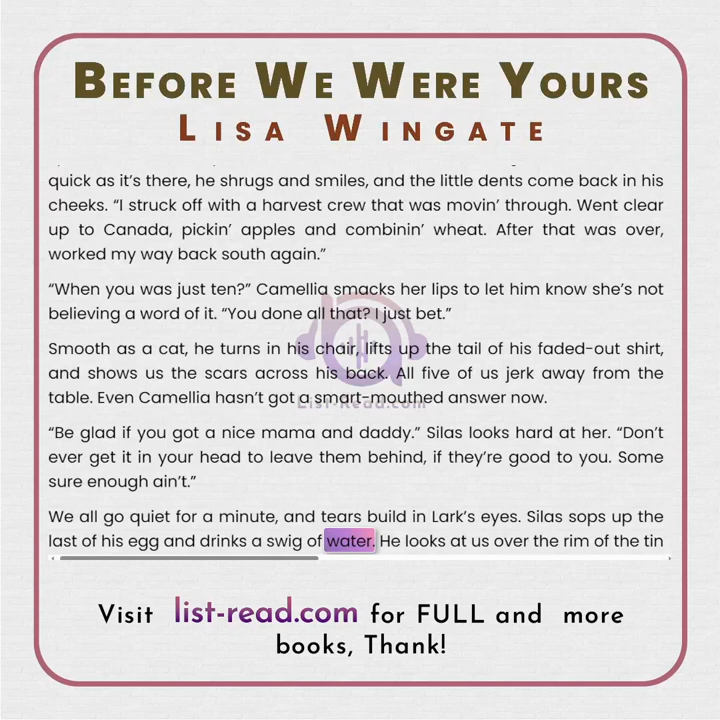 BEFORE WE WERE YOURS
LISA WINGATE
quick as it’s there, he shrugs and smiles, and the little dents come back in his
cheeks. “I struck off with a harvest crew that was movin’ through. Went clear
up to Canada, pickin’ apples and combinin’ wheat. After that was over,
worked my way back south again.”
“When you was just ten?” Camellia smacks her lips to let him know she’s not
believing a word of it. “You done all that? I just bet.”
Smooth as a cat, he turns in his chair, lifts up the tail of his faded-out shirt,
and shows us the scars across his back. All five of us jerk away from the
table. Even Camellia hasn’t got a smart-mouthed answer now.
List-Read.com
“Be glad if you got a nice mama and daddy.” Silas looks hard at her. “Don’t
ever get it in your head to leave them behind, if they’re good to you. Some
sure enough ain’t.”
We all go quiet for a minute, and tears build in Lark’s eyes. Silas sops up the
last of his egg and drinks a swig of water. He looks at us over the rim of the tin
Visit list-read.com for FULL and more
books, Thank!